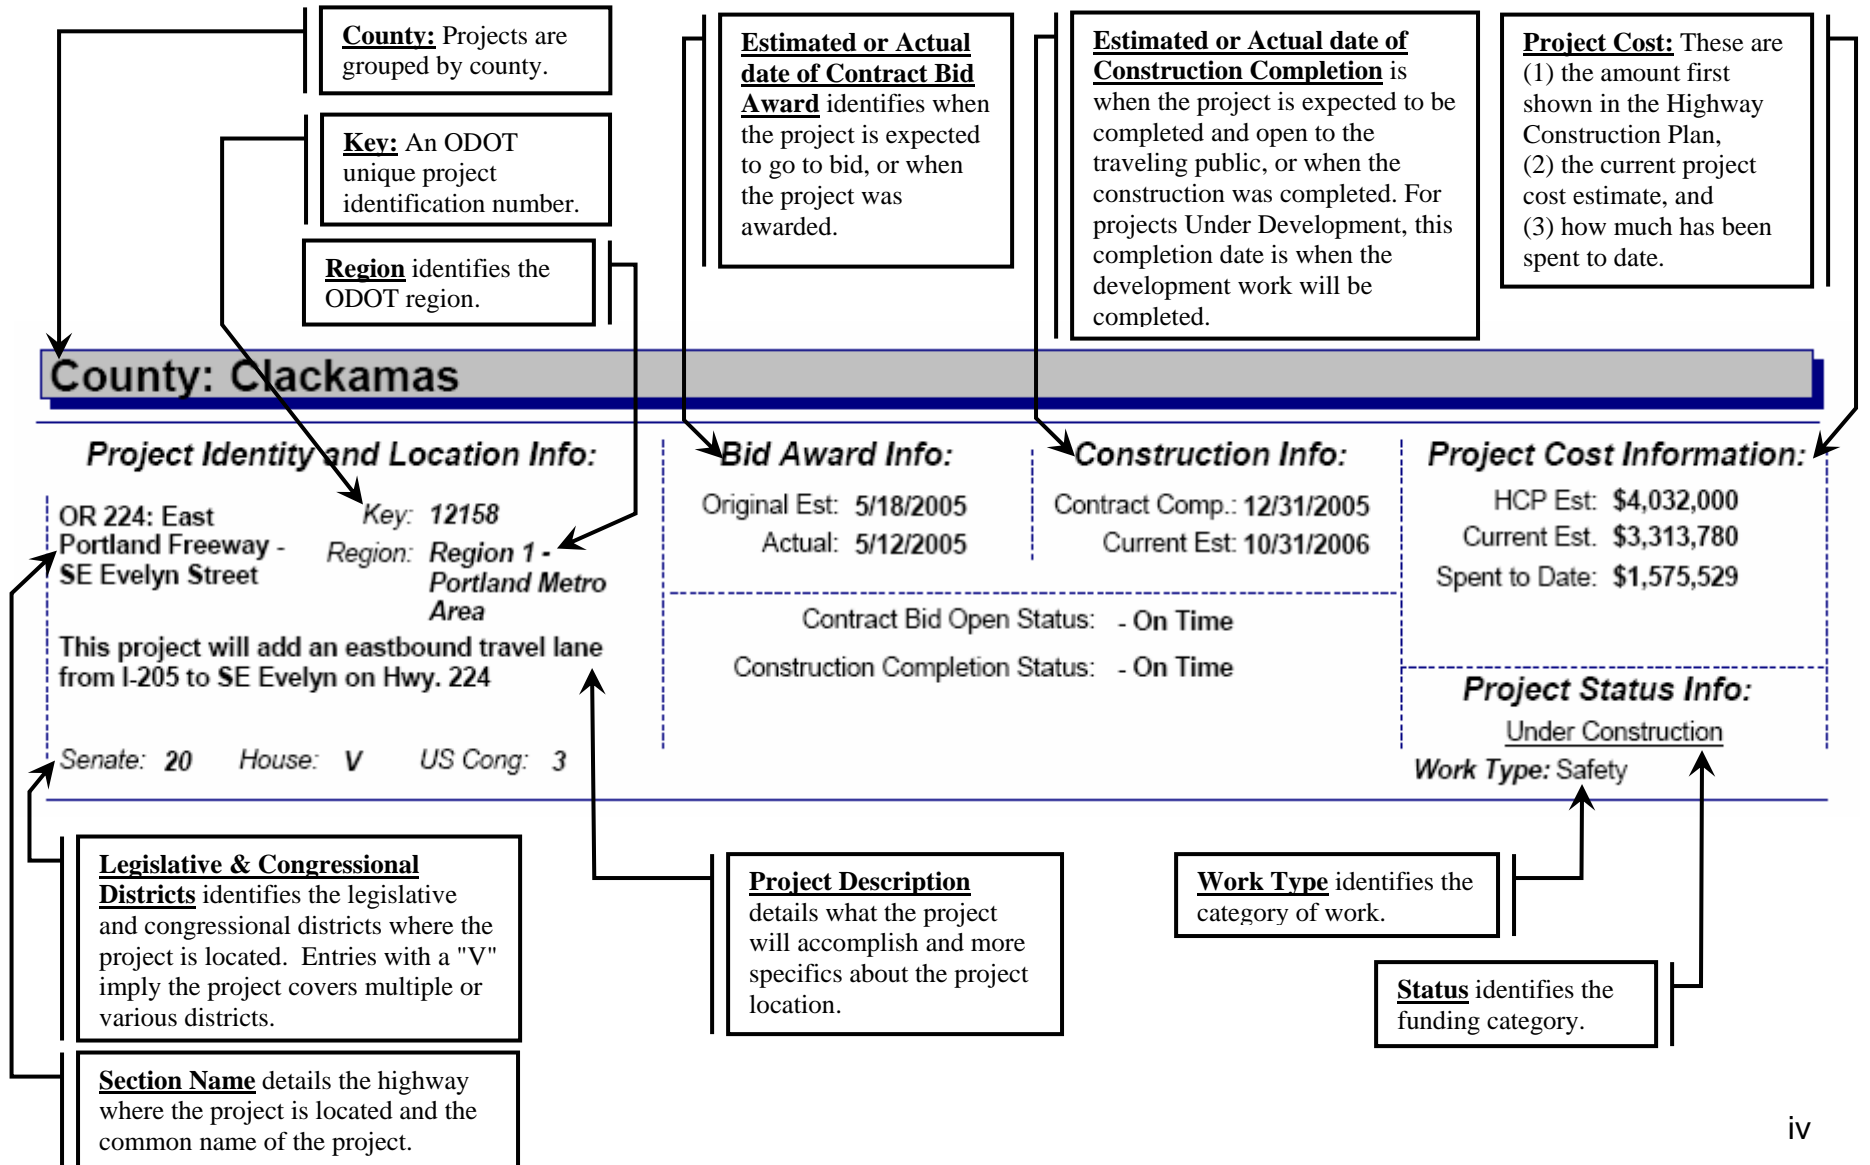 County: Projects are
grouped by county.
Key: An ODOT
unique project
identification number.
Region identifies the
ODOT region.
Estimated or Actual
date of Contract Bid
Award identifies when
the project is expected
to go to bid, or when
the project was
awarded.
Estimated or Actual date of
Construction Completion is
when the project is expected to be
completed and open to the
traveling public, or when the
construction was completed. For
projects Under Development, this
completion date is when the
development work will be
completed.
Project Cost: These are
(1) the amount first
shown in the Highway
Construction Plan,
(2) the current project
cost estimate, and
(3) how much has been
spent to date.
County: Clackamas
Project Identity and Location Info:
OR 224: East
Portland Freeway -
SE Evelyn Street
Key: 12158
Region: Region 1 -
Portland Metro
Area
This project will add an eastbound travel lane
from I-205 to SE Evelyn on Hwy. 224
Senate: 20 House: V US Cong: 3
Bid Award Info:
Original Est: 5/18/2005
Actual: 5/12/2005
Construction Info:
Contract Comp.: 12/31/2005
Current Est: 10/31/2006
Contract Bid Open Status: - On Time
Construction Completion Status: - On Time
Project Cost Information:
HCP Est: $4,032,000
Current Est. $3,313,780
Spent to Date: $1,575,529
Project Status Info:
Under Construction
Work Type: Safety
Legislative & Congressional
Districts identifies the legislative
and congressional districts where the
project is located. Entries with a "V"
imply the project covers multiple or
various districts.
Section Name details the highway
where the project is located and the
common name of the project.
Project Description
details what the project
will accomplish and more
specifics about the project
location.
Work Type identifies the
category of work.
Status identifies the
funding category.
iv